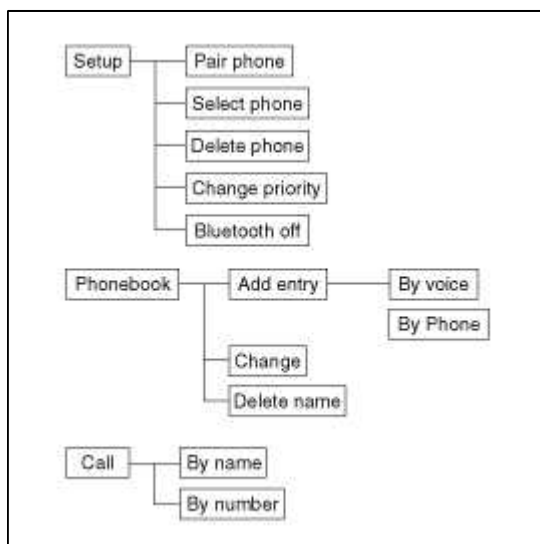 Setup
Pair phone
Select phone
Delete phone
Change priority
Bluetooth off
Phonebook
Add entry
By voice
By Phone
Change
Delete name
Call
By name
By number